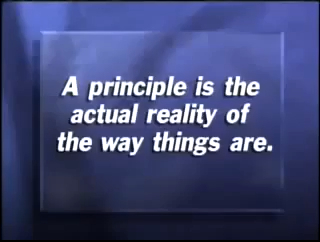 A principle is the
actual reality of
the way things are.